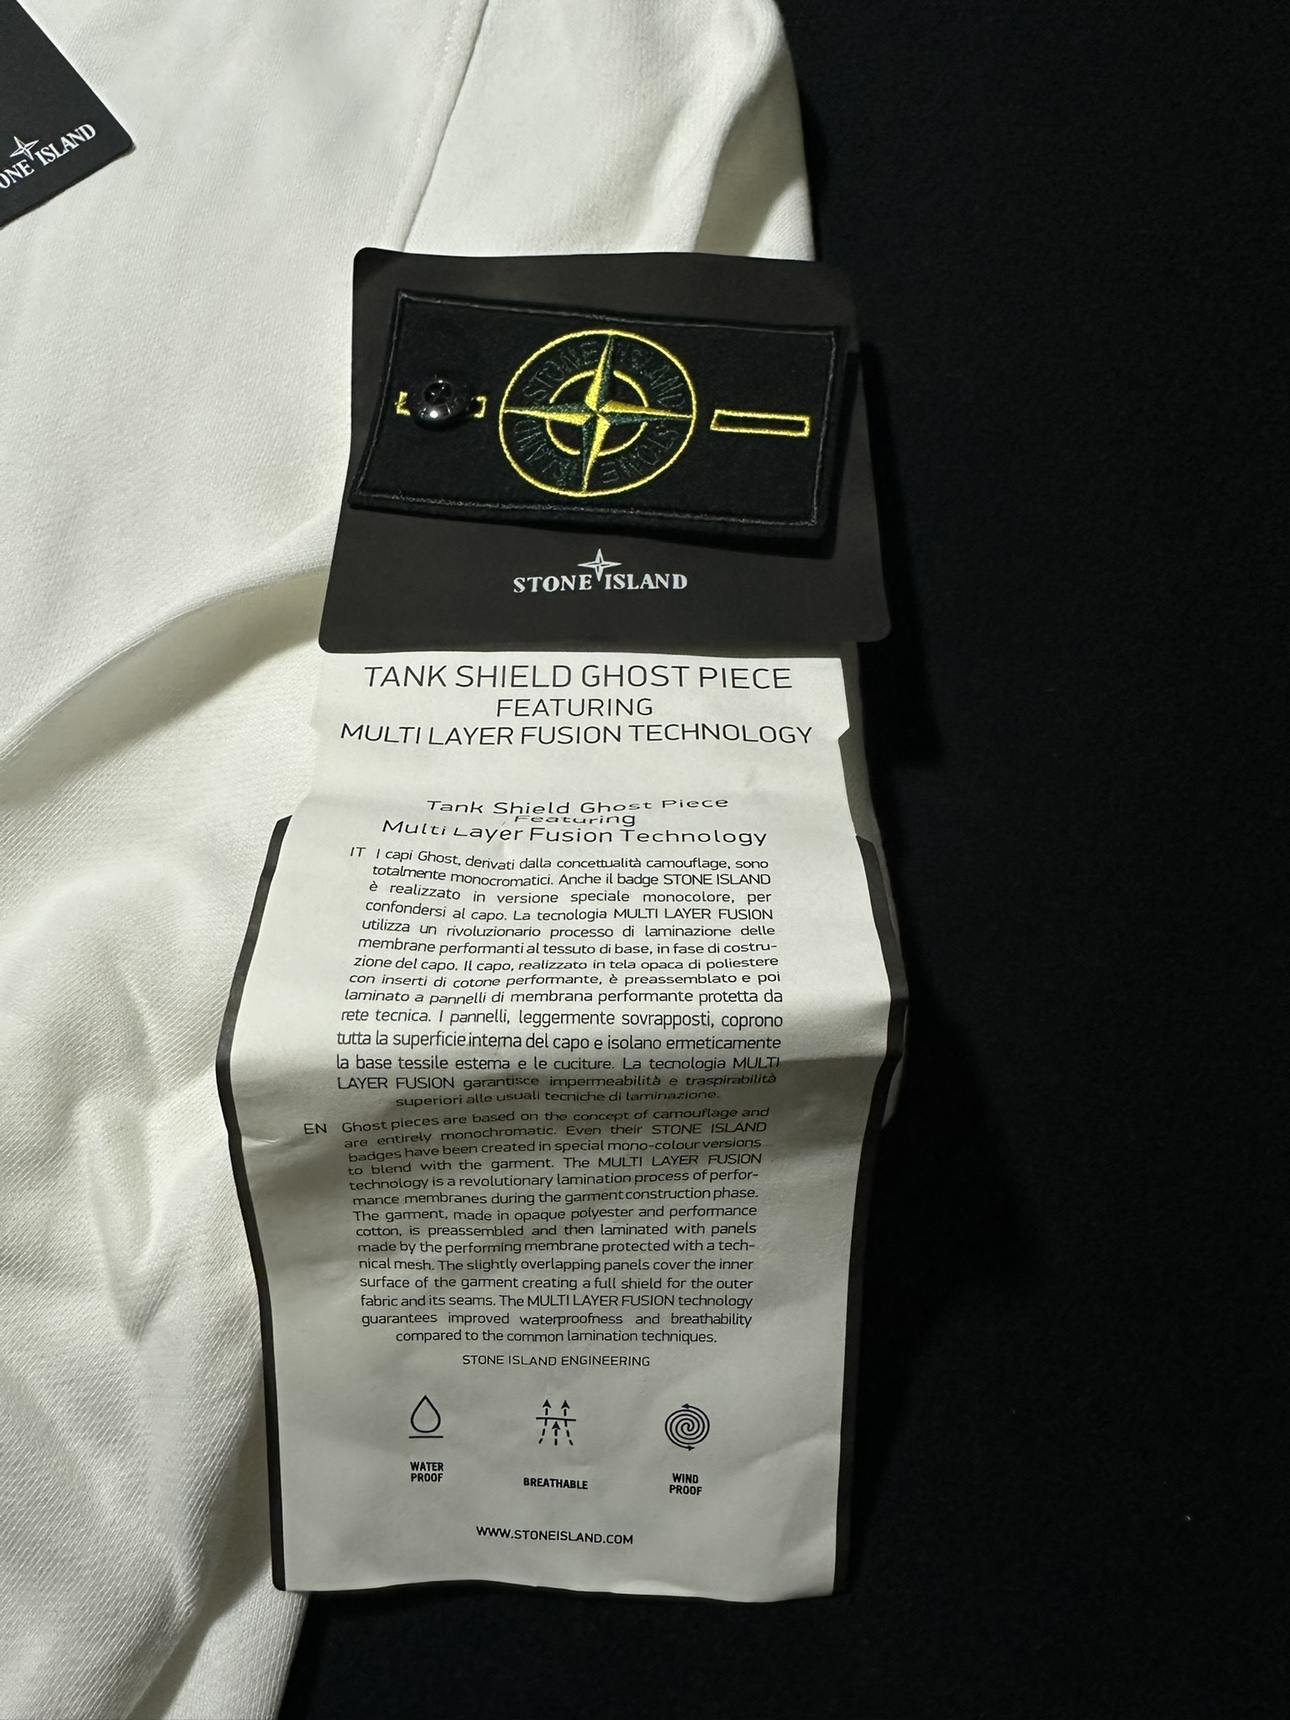 STONE ISLAND
STONE ISLAND
STONE ISLAND
STONE ISLAND
TANK SHIELD GHOST PIECE
FEATURING
MULTI LAYER FUSION TECHNOLOGY
Tank Shield Ghost Piece
Featuring
Multi Layer Fusion Technology
IT I capi Ghost, derivati dalla concettualità camouflage, sono
totalmente monocromatici. Anche il badge STONE ISLAND
è realizzato in versione speciale monocolore, per
confondersi al capo. La tecnologia MULTI LAYER FUSION
utilizza un rivoluzionario processo di laminazione delle
membrane performanti al tessuto di base, in fase di costru-
zione del capo. Il capo, realizzato in tela opaca di poliestere
con inserti di cotone performante, è preassemblato e poi
laminato a pannelli di membrana performante protetta da
rete tecnica. I pannelli, leggermente sovrapposti, coprono
tutta la superficie interna del capo e isolano ermeticamente
la base tessile esterna e le cuciture. La tecnologia MULTI
LAYER FUSION garantisce impermeabilità e traspirabilità
superiori alle usuali tecniche di laminazione.
EN Ghost pieces are based on the concept of camouflage and
are entirely monochromatic. Even their STONE ISLAND
badges have been created in special mono-colour versions
to blend with the garment. The MULTI LAYER FUSION
technology is a revolutionary lamination process of perfor-
mance membranes during the garment construction phase.
The garment, made in opaque polyester and performance
cotton, is preassembled and then laminated with panels
made by the performing membrane protected with a tech-
nical mesh. The slightly overlapping panels cover the inner
surface of the garment creating a full shield for the outer
fabric and its seams. The MULTI LAYER FUSION technology
guarantees improved waterproofness and breathability
compared to the common lamination techniques.
STONE ISLAND ENGINEERING
WATER
PROOF
BREATHABLE
WIND
PROOF
WWW.STONEISLAND.COM